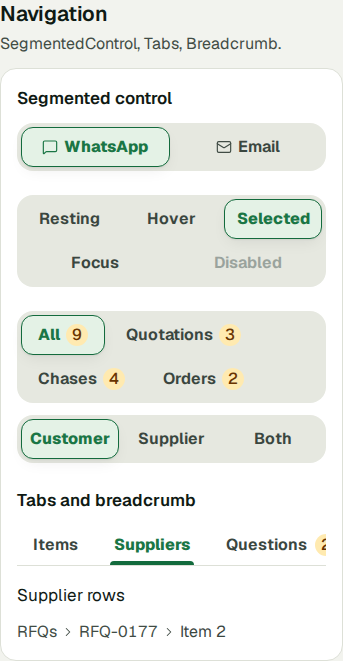 Navigation
SegmentedControl, Tabs, Breadcrumb.
Segmented control
WhatsApp Email
Resting Hover Selected
Focus Disabled
All 9 Quotations 3
Chases 4 Orders 2
Customer Supplier Both
Tabs and breadcrumb
Items Suppliers Questions 2
Supplier rows
RFQs > RFQ-0177 > Item 2